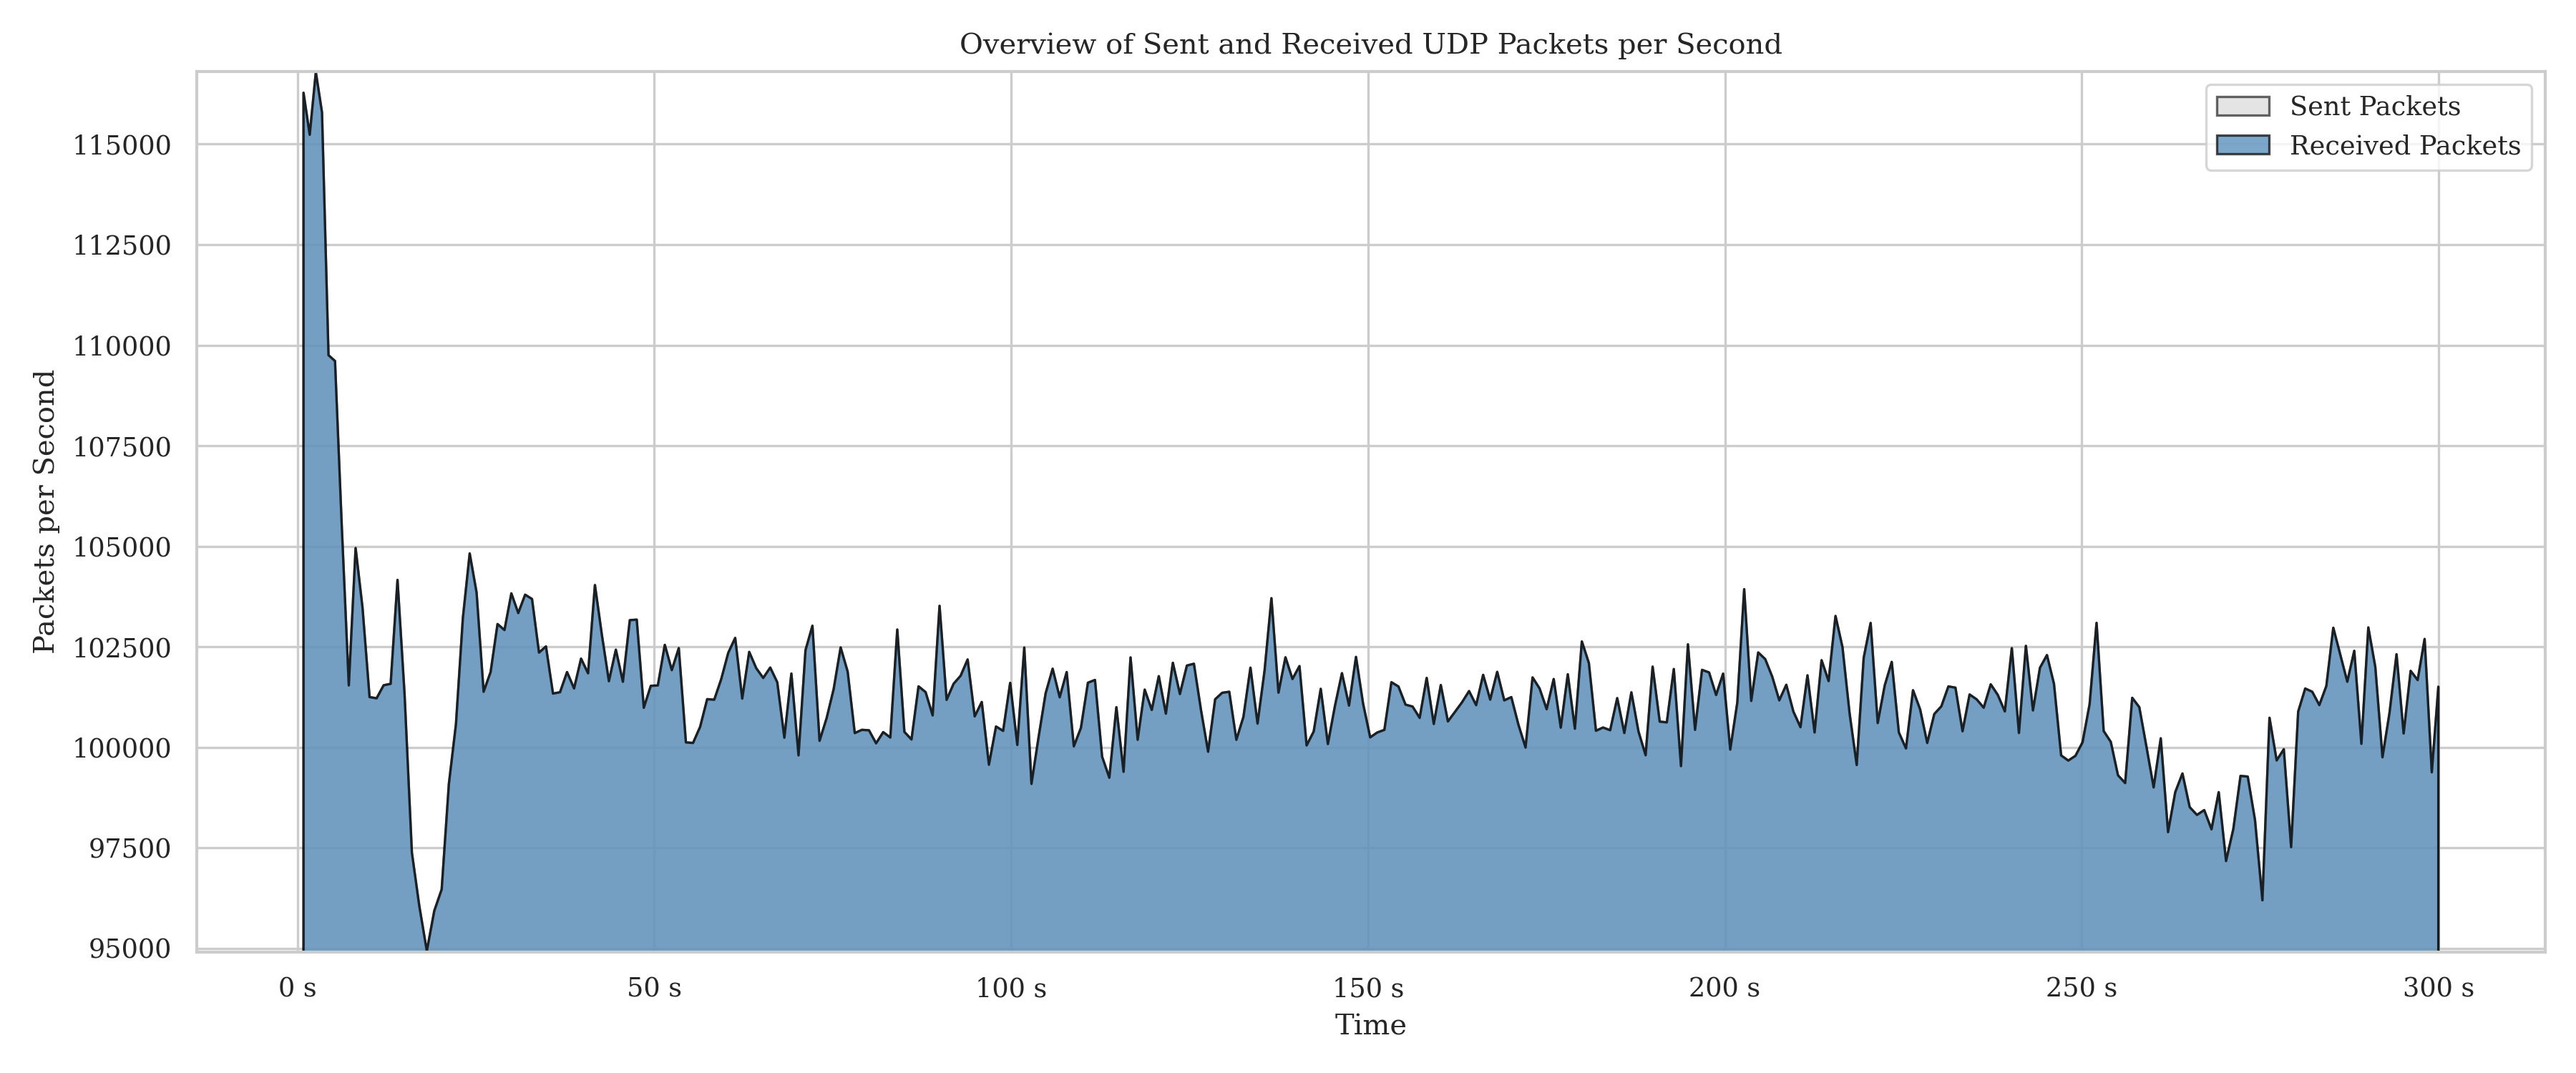 Overview of Sent and Received UDP Packets per Second
Sent Packets
Received Packets
Packets per Second
115000
112500
110000
107500
105000
102500
100000
97500
95000
0 s
50 s
100 s
150 s
200 s
250 s
300 s
Time